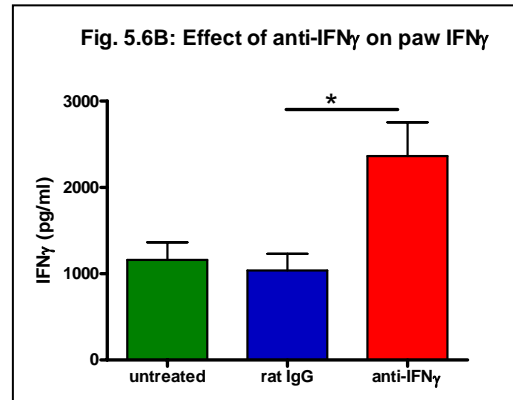 Fig. 5.6B: Effect of anti-IFNγ on paw IFNγ
*
3000
2000
1000
0
IFNγ (pg/ml)
untreated rat IgG anti-IFNγ